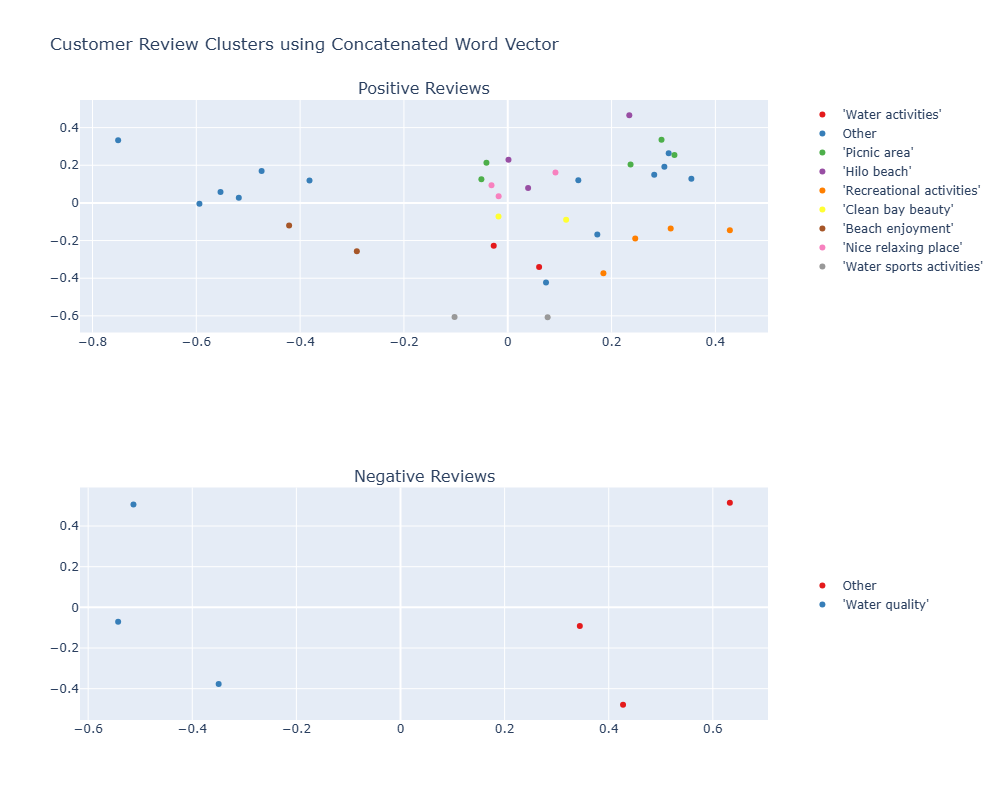 Customer Review Clusters using Concatenated Word Vector
Positive Reviews
0.4
0.2
0
−0.2
−0.4
−0.6
−0.8
−0.6
−0.4
−0.2
0
0.2
0.4
'Water activities'
Other
'Picnic area'
'Hilo beach'
'Recreational activities'
'Clean bay beauty'
'Beach enjoyment'
'Nice relaxing place'
'Water sports activities'
Negative Reviews
0.4
0.2
0
−0.2
−0.4
−0.6
−0.4
−0.2
0
0.2
0.4
0.6
Other
'Water quality'